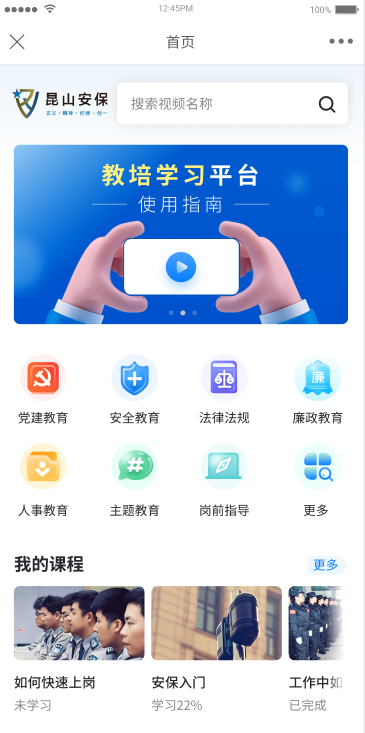 12:45PM
100%
首页
昆山安保
正义·精神·纪律·创一
搜索视频名称
教培学习平台
使用指南
党建教育
安全教育
法律法规
廉
廉政教育
人事教育
主题教育
岗前指导
更多
我的课程
更多
如何快速上岗
安保入门
工作中如
未学习
学习22%
已完成